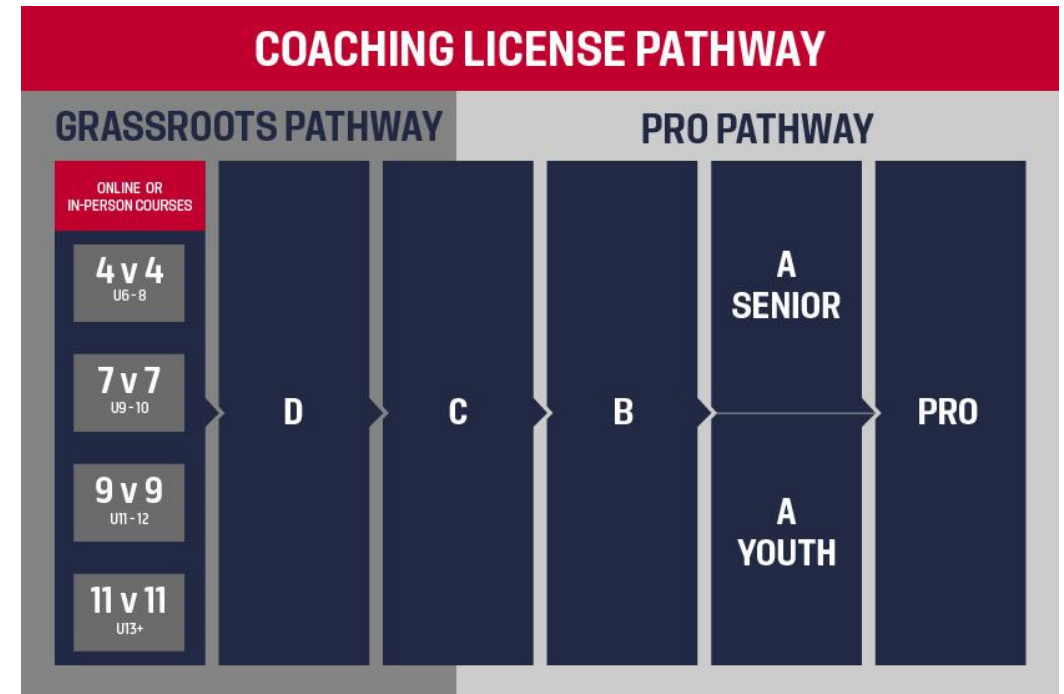 COACHING LICENSE PATHWAY
GRASSROOTS PATHWAY
PRO PATHWAY
ONLINE OR
IN-PERSON COURSES
4 v 4
U6-8
7 v 7
U9-10
9 v 9
U11-12
11 v 11
U13+
D
C
B
A
SENIOR
A
YOUTH
PRO